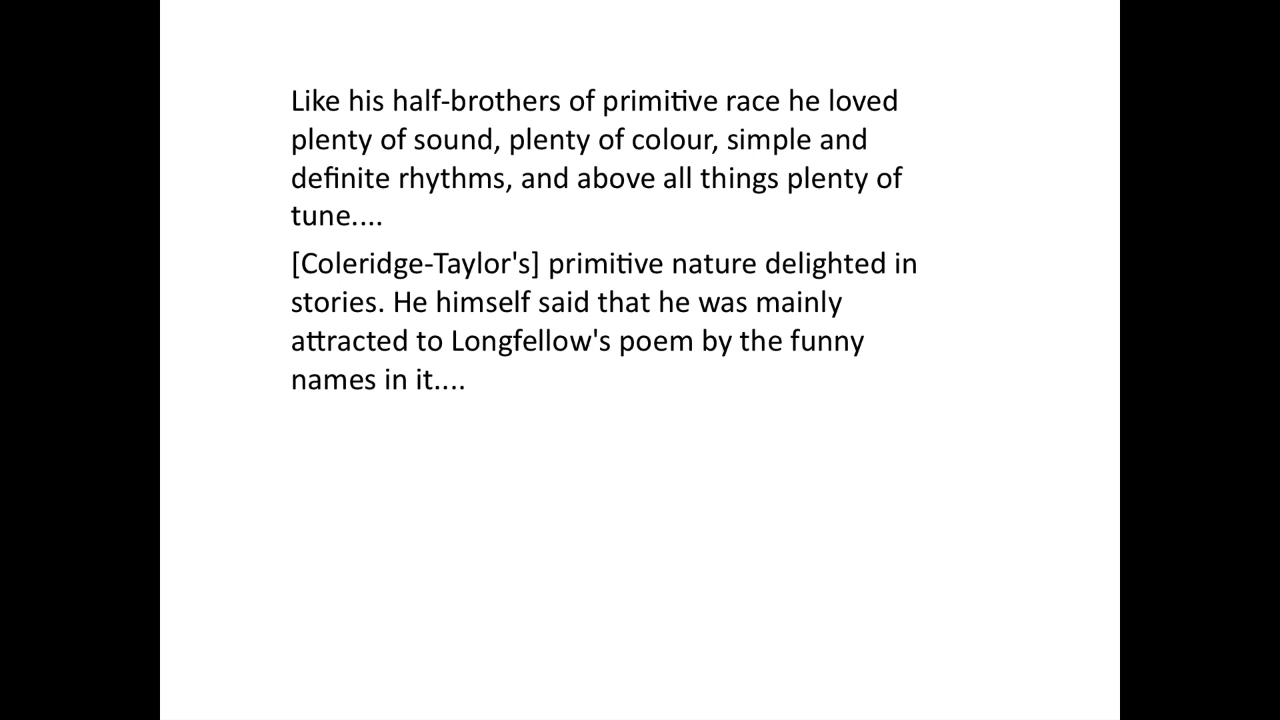 Like his half-brothers of primitive race he loved
plenty of sound, plenty of colour, simple and
definite rhythms, and above all things plenty of
tune....
[Coleridge-Taylor's] primitive nature delighted in
stories. He himself said that he was mainly
attracted to Longfellow's poem by the funny
names in it....